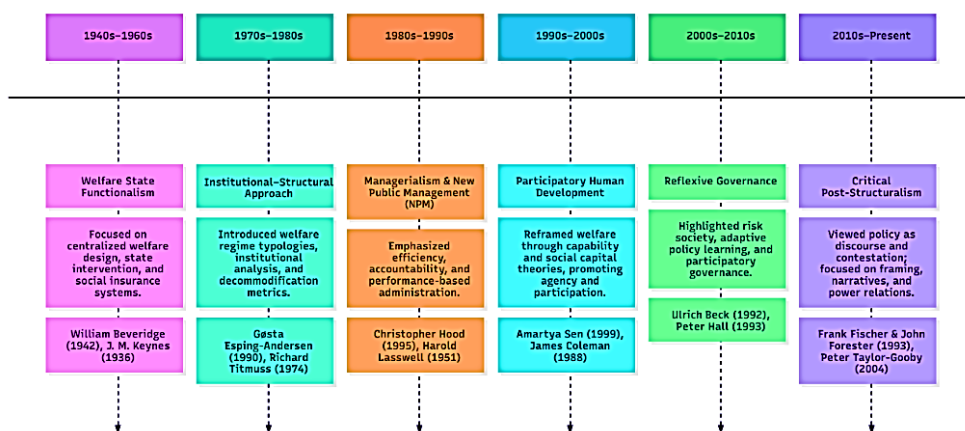 1940s–1960s
1970s–1980s
1980s–1990s
1990s–2000s
2000s–2010s
2010s–Present
Welfare State
Functionalism
Focused on
centralized welfare
design, state
intervention, and
social insurance
systems.
William Beveridge
(1942), J. M. Keynes
(1936)
Institutional–Structural
Approach
Introduced welfare
regime typologies,
institutional
analysis, and
decommodification
metrics.
Gøsta
Esping-Andersen
(1990), Richard
Titmuss (1974)
Managerialism & New
Public Management
(NPM)
Emphasized
efficiency,
accountability, and
performance-based
administration.
Christopher Hood
(1995), Harold
Lasswell (1951)
Participatory Human
Development
Reframed welfare
through capability
and social capital
theories, promoting
agency and
participation.
Amartya Sen (1999),
James Coleman
(1988)
Reflexive Governance
Highlighted risk
society, adaptive
policy learning, and
participatory
governance.
Ulrich Beck (1992),
Peter Hall (1993)
Critical
Post-Structuralism
Viewed policy as
discourse and
contestation;
focused on framing,
narratives, and
power relations.
Frank Fischer & John
Forester (1993),
Peter Taylor-Gooby
(2004)